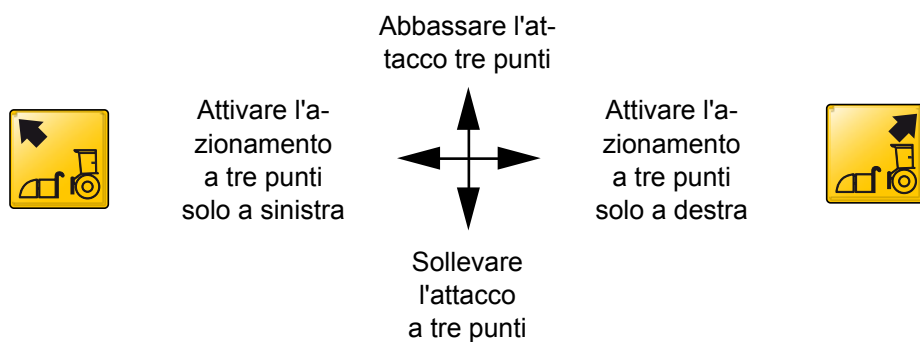 Abbassare l'at-
tacco tre punti
Attivare l'a-
zionamento
a tre punti
solo a sinistra
Attivare l'a-
zionamento
a tre punti
solo a destra
Sollevare
l'attacco
a tre punti